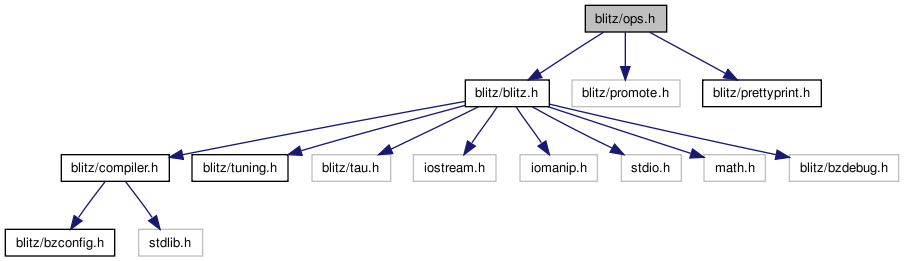 blitz/ops.h
blitz/blitz.h
blitz/promote.h
blitz/prettyprint.h
blitz/compiler.h
blitz/tuning.h
blitz/tau.h
iostream.h
iomanip.h
stdio.h
math.h
blitz/bzdebug.h
blitz/bzconfig.h
stdlib.h